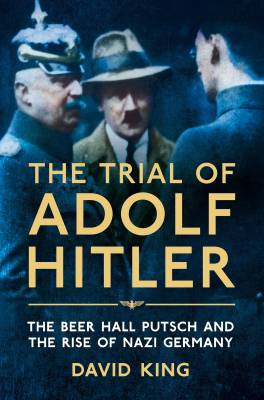 THE TRIAL OF
ADOLF
HITLER
THE BEER HALL PUTSCH AND
THE RISE OF NAZI GERMANY
DAVID KING